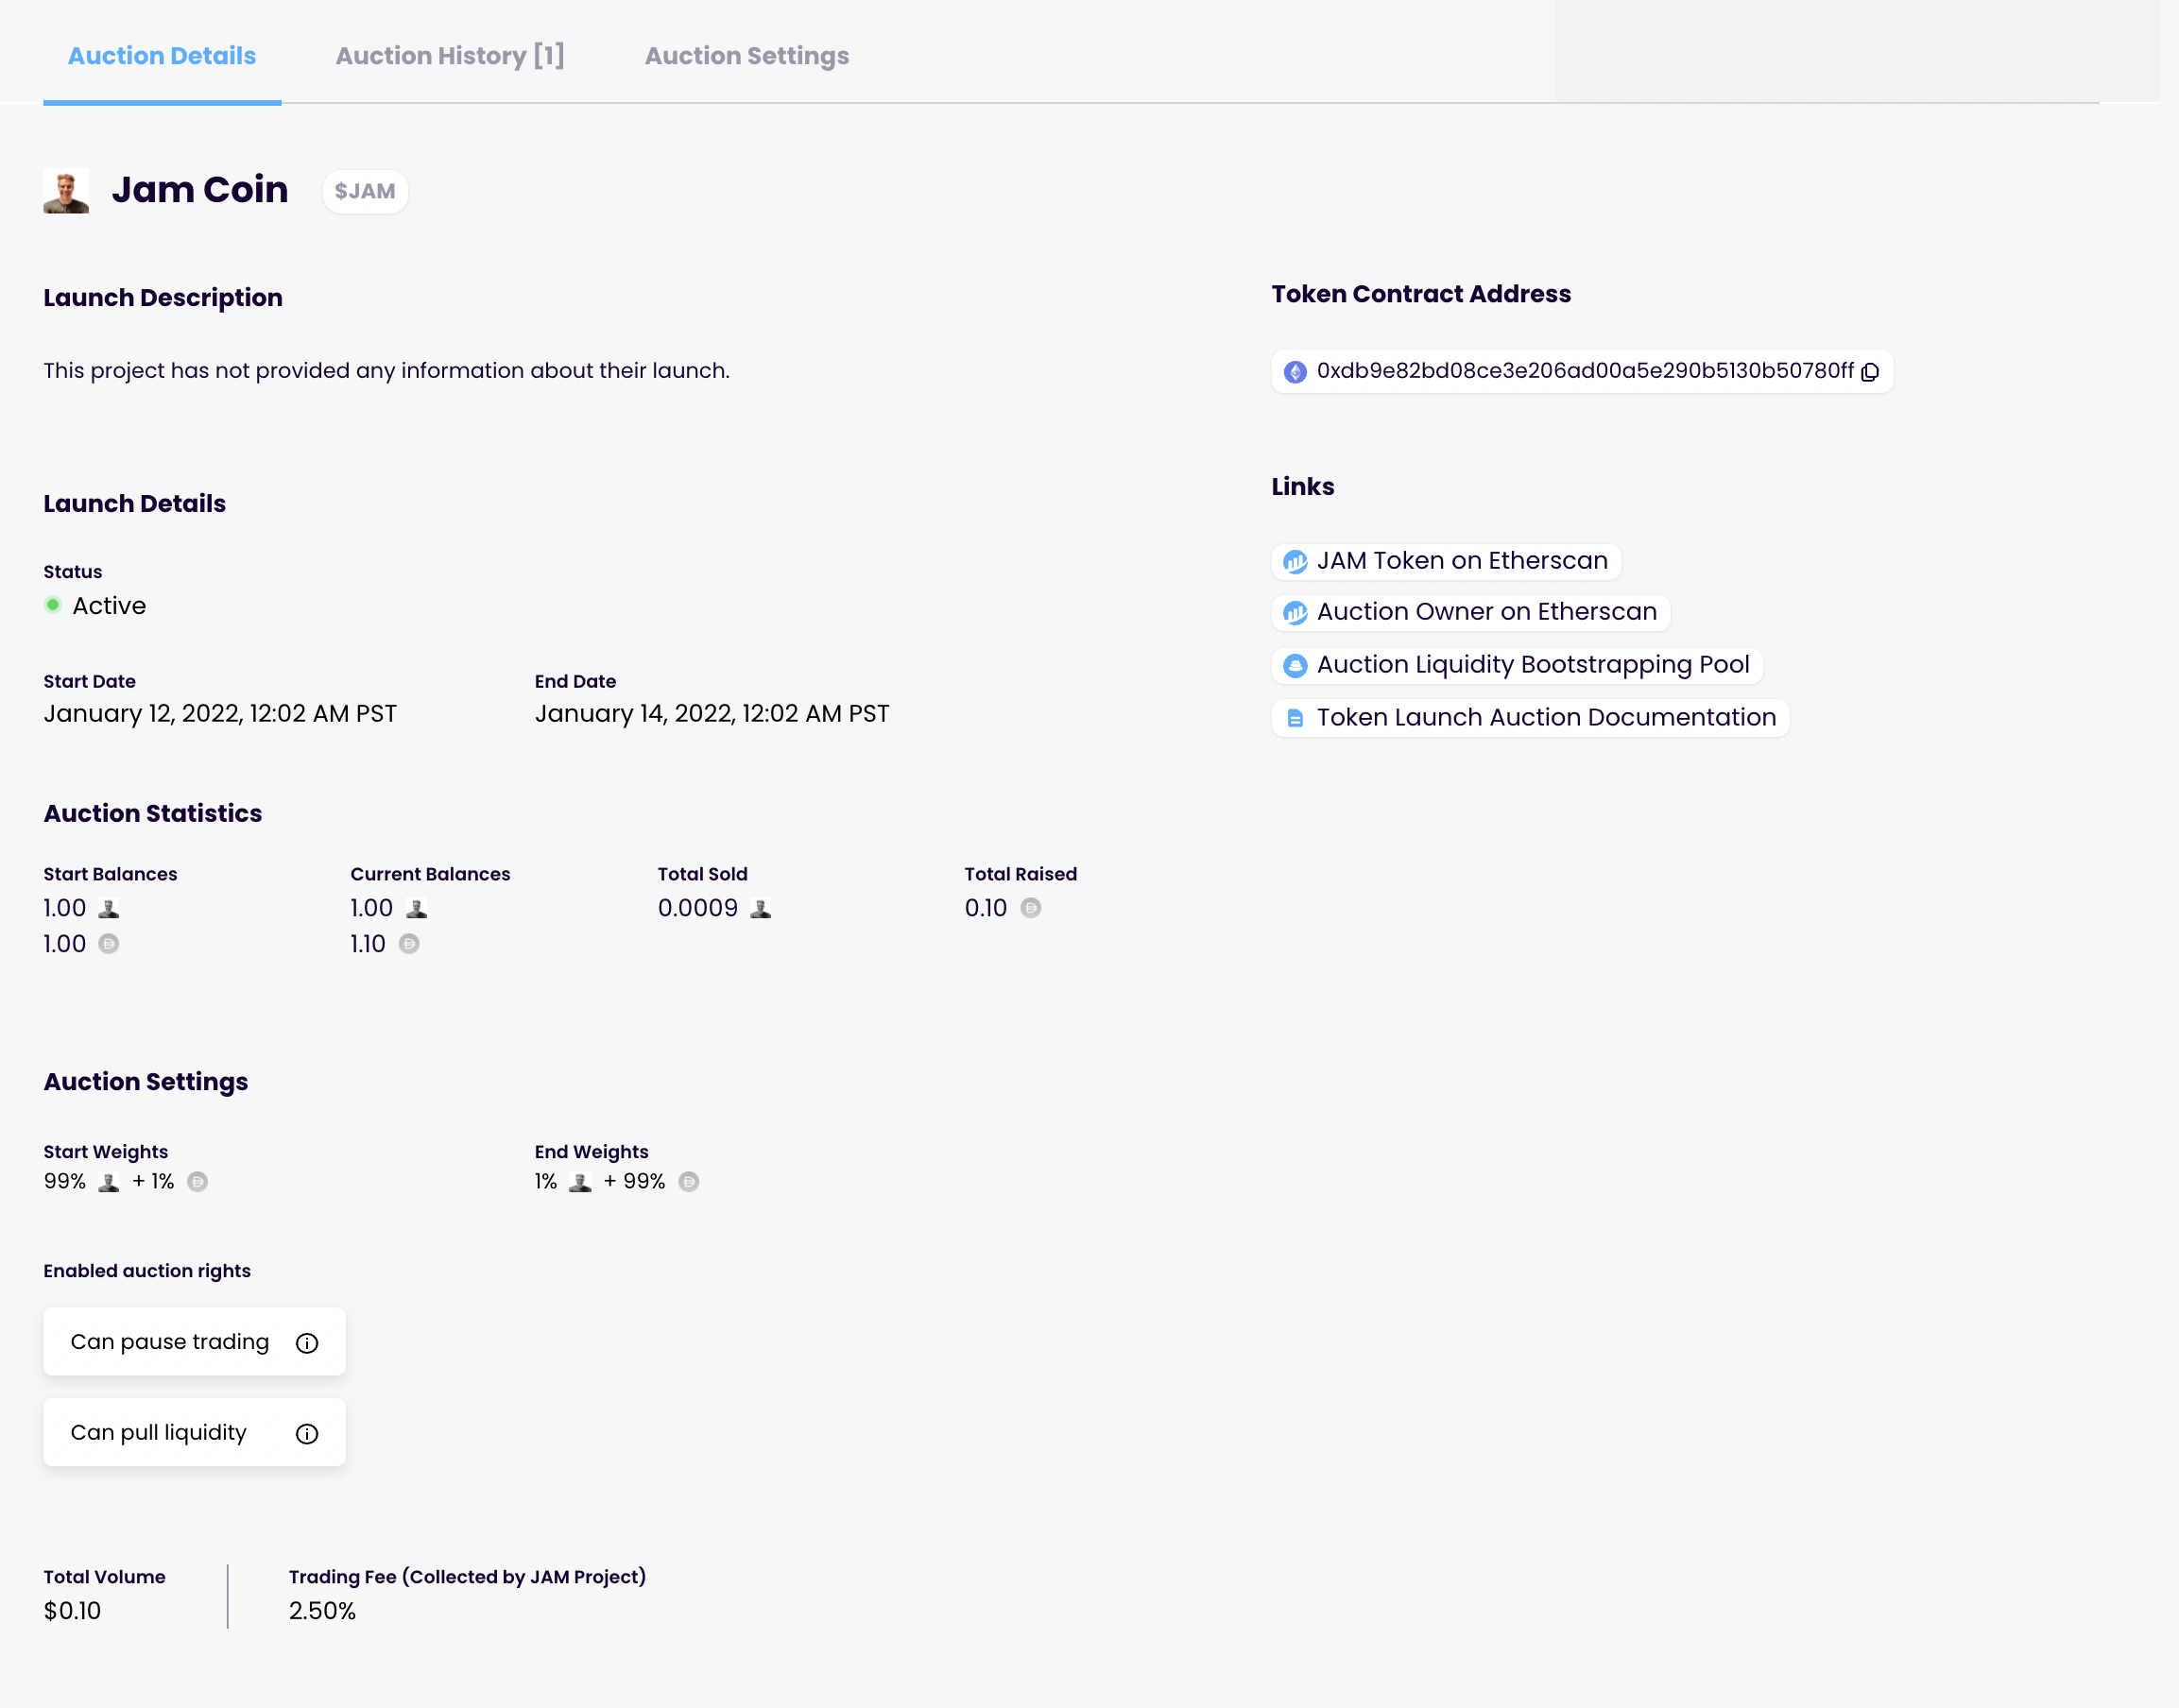 Auction Details
Auction History [1]
Auction Settings
Jam Coin
$JAM
Launch Description
This project has not provided any information about their launch.
Token Contract Address
0xdb9e82bd08ce3e206ad00a5e290b5130b50780ff
Links
JAM Token on Etherscan
Auction Owner on Etherscan
Auction Liquidity Bootstrapping Pool
Token Launch Auction Documentation
Launch Details
Status
Active
Start Date
January 12, 2022, 12:02 AM PST
End Date
January 14, 2022, 12:02 AM PST
Auction Statistics
Start Balances
1.00
1.00
Current Balances
1.00
1.10
Total Sold
0.0009
Total Raised
0.10
Auction Settings
Start Weights
99% + 1%
End Weights
1% + 99%
Enabled auction rights
Can pause trading
Can pull liquidity
Total Volume
$0.10
Trading Fee (Collected by JAM Project)
2.50%